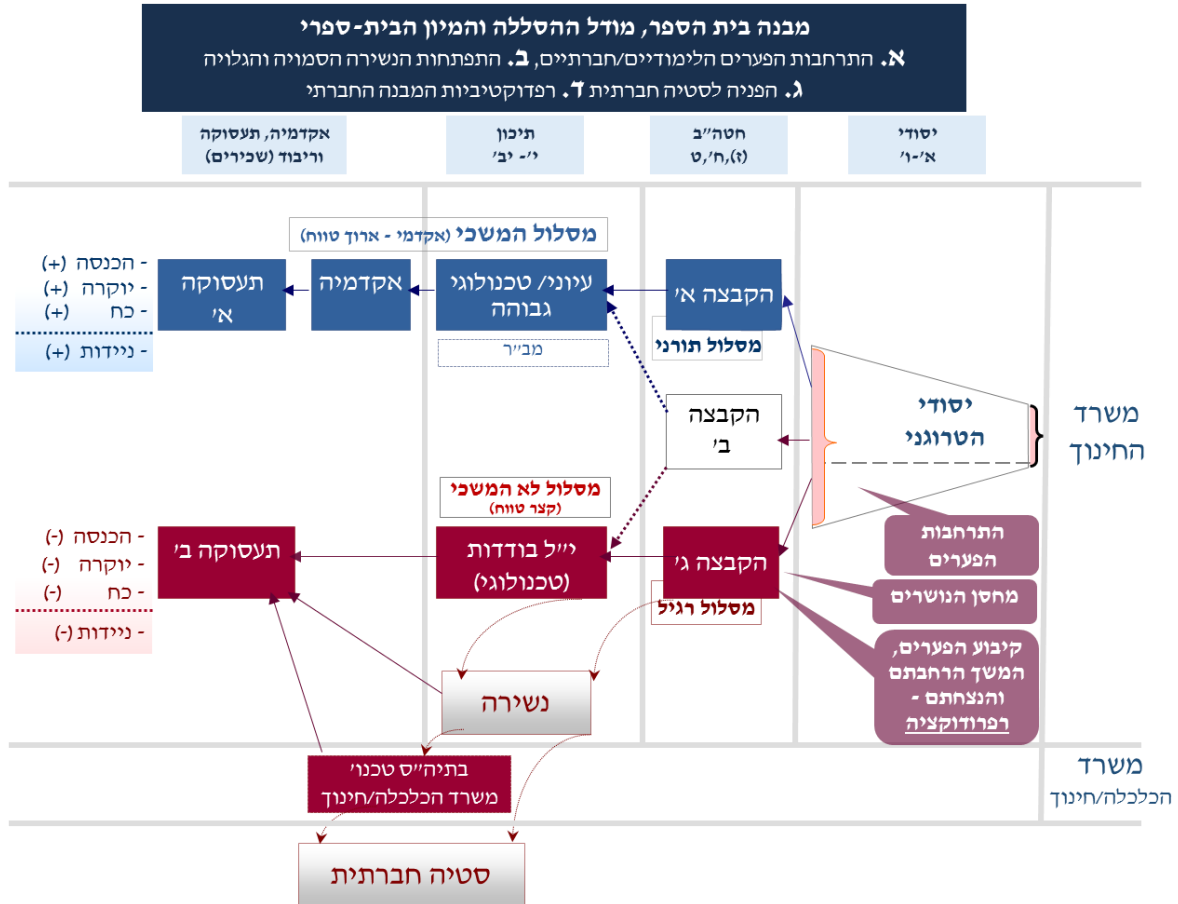 מבנה בית הספר, מודל ההסללה והמיון הבית-ספרי
א. התרחבות הפערים הלימודיים/חברתיים, ב. התפתחות הנשירה הסמויה והגלויה
ג. הפניה לסטיה חברתית ד. רפדוקטיביות המבנה החברתי
יסודי
א'-ו'
חטה"ב
(ז),ח',ט
תיכון
י'- יב'
אקדמיה, תעסוקה
וריבוד (שכירים)
משרד
החינוך
יסודי
הטרוגני
הקבצה א'
מסלול תורני
הקבצה
ב'
הקבצה ג'
מסלול רגיל
מסלול המשכי (אקדמי - ארוך טווח)
עיוני/ טכנולוגי
גבוהה
מב"ר
אקדמיה
תעסוקה
א'
- הכנסה (+)
- יוקרה (+)
- כח (+)
- ניידות (+)
מסלול לא המשכי
(קצר טווח)
י"ל בודדות
(טכנולוגי)
תעסוקה ב'
- הכנסה (-)
- יוקרה (-)
- כח (-)
- ניידות (-)
התרחבות
הפערים
מחסן הנושרים
קיבוע הפערים,
המשך הרחבתם
והנצחתם -
רפרודוקציה
נשירה
משרד
הכלכלה/חינוך
בתיה"ס טכנו'
משרד הכלכלה/חינוך
סטיה חברתית